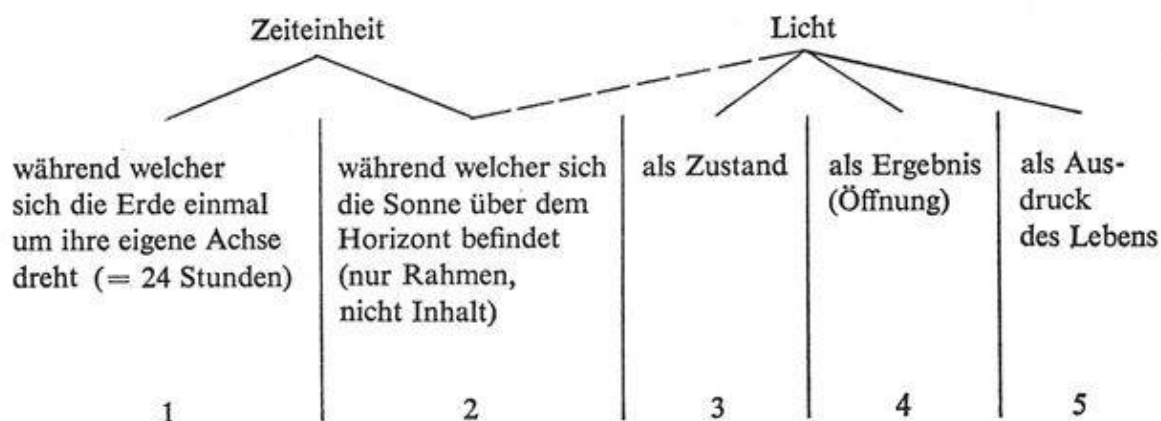 Zeiteinheit
Licht
während welcher
sich die Erde einmal
um ihre eigene Achse
dreht (= 24 Stunden)
während welcher sich
die Sonne über dem
Horizont befindet
(nur Rahmen,
nicht Inhalt)
als Zustand
als Ergebnis
(Öffnung)
als Aus-
druck
des Lebens
1
2
3
4
5